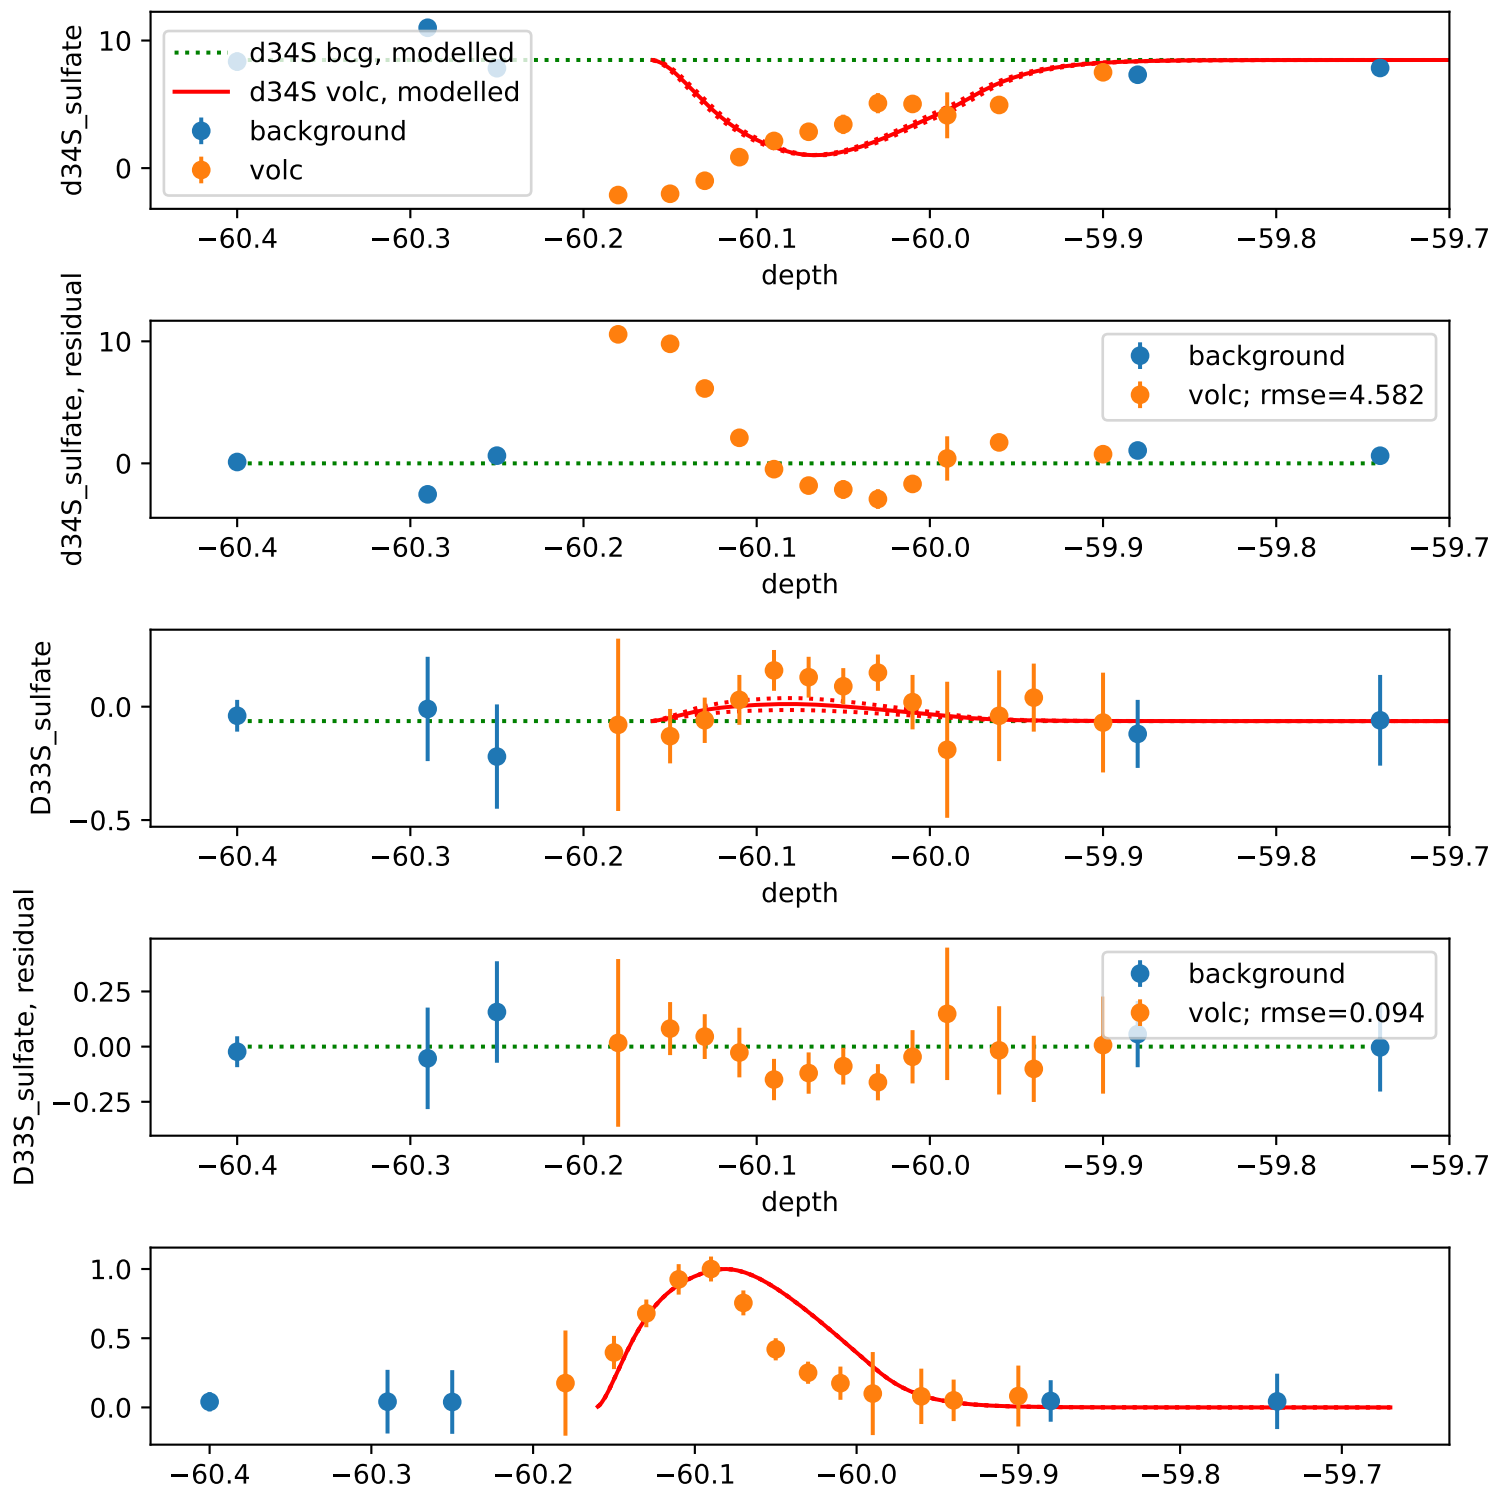 d34S_sulfate
10
0
d34S bcg, modelled
d34S volc, modelled
background
volc
−60.4 −60.3 −60.2 −60.1 −60.0 −59.9 −59.8 −59.7
depth
d34S_sulfate, residual
10
0
background
volc; rmse=4.582
−60.4 −60.3 −60.2 −60.1 −60.0 −59.9 −59.8 −59.7
depth
D33S_sulfate
0.0
−0.5
−60.4 −60.3 −60.2 −60.1 −60.0 −59.9 −59.8 −59.7
depth
D33S_sulfate, residual
0.25
0.00
−0.25
background
volc; rmse=0.094
−60.4 −60.3 −60.2 −60.1 −60.0 −59.9 −59.8 −59.7
depth
1.0
0.5
0.0
−60.4 −60.3 −60.2 −60.1 −60.0 −59.9 −59.8 −59.7